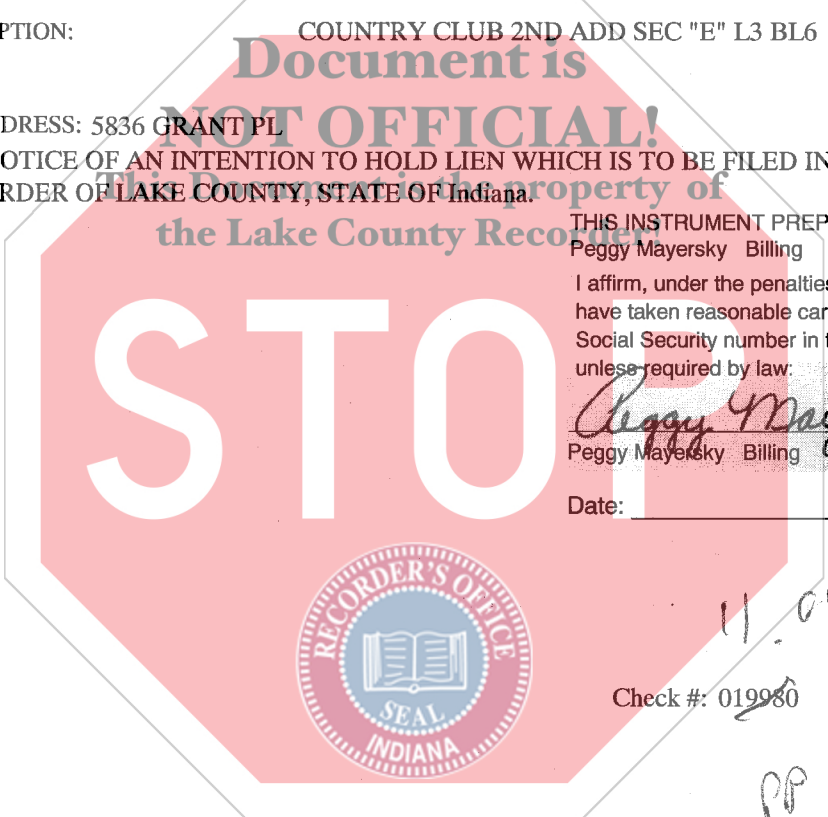 PTION: COUNTRY CLUB 2ND ADD SEC "E" L3 BL6
Document is
NOT OFFICIAL!
This Document is the property of
the Lake County Recorder!
DRESS: 5836 GRANT PL
OTICE OF AN INTENTION TO HOLD LIEN WHICH IS TO BE FILED IN
RDER OF LAKE COUNTY, STATE OF Indiana.
THIS INSTRUMENT PREP
Peggy Mayersky Billing
I affirm, under the penalties
have taken reasonable car
Social Security number in t
unless required by law:
Peggy Ma
Peggy Mayersky Billing
Date:
STOP
RECORDER'S OFFICE
SEAL
INDIANA
11.
Check #: 019980
PP